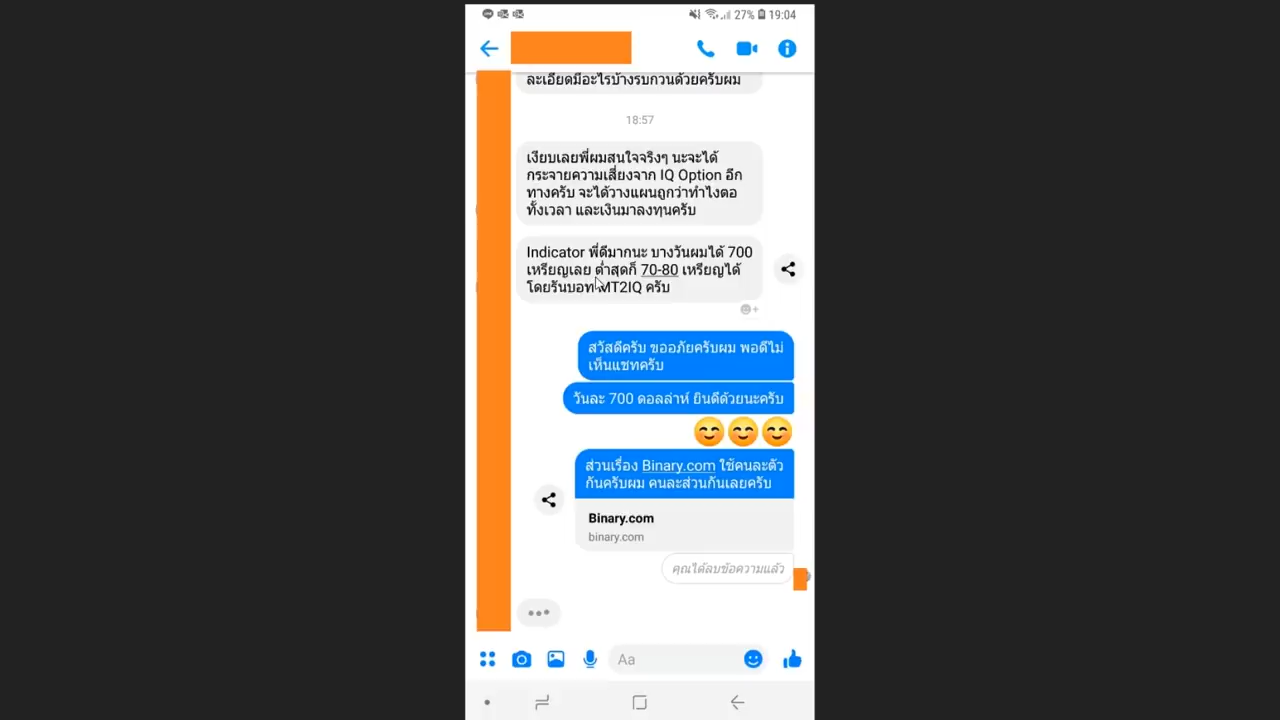 27% 19:04
ละเอียดมีอะไรบ้างรบกวนด้วยครับผม
18:57
เงียบเลยพี่ผมสนใจจริงๆ นะจะได้
กระจายความเสี่ยงจาก IQ Option อีก
ทางครับ จะได้วางแผนถูกว่าทำไงตอ
ทั้งเวลา และเงินมาลงทุนครับ
Indicator พี่ดีมากนะ บางวันผมได้ 700
เหรียญเลย ต่ำสุดก็ 70-80 เหรียญได้
โดยรันบอท MT2IQ ครับ
สวัสดีครับ ขออภัยครับผม พอดีไม่
เห็นแชทครับ
วันละ 700 ดอลล่าห์ ยินดีด้วยนะครับ
ส่วนเรื่อง Binary.com ใช้คนละตัว
กันครับผม คนละส่วนกันเลยครับ
Binary.com
binary.com
คุณได้ลบข้อความแล้ว
Aa